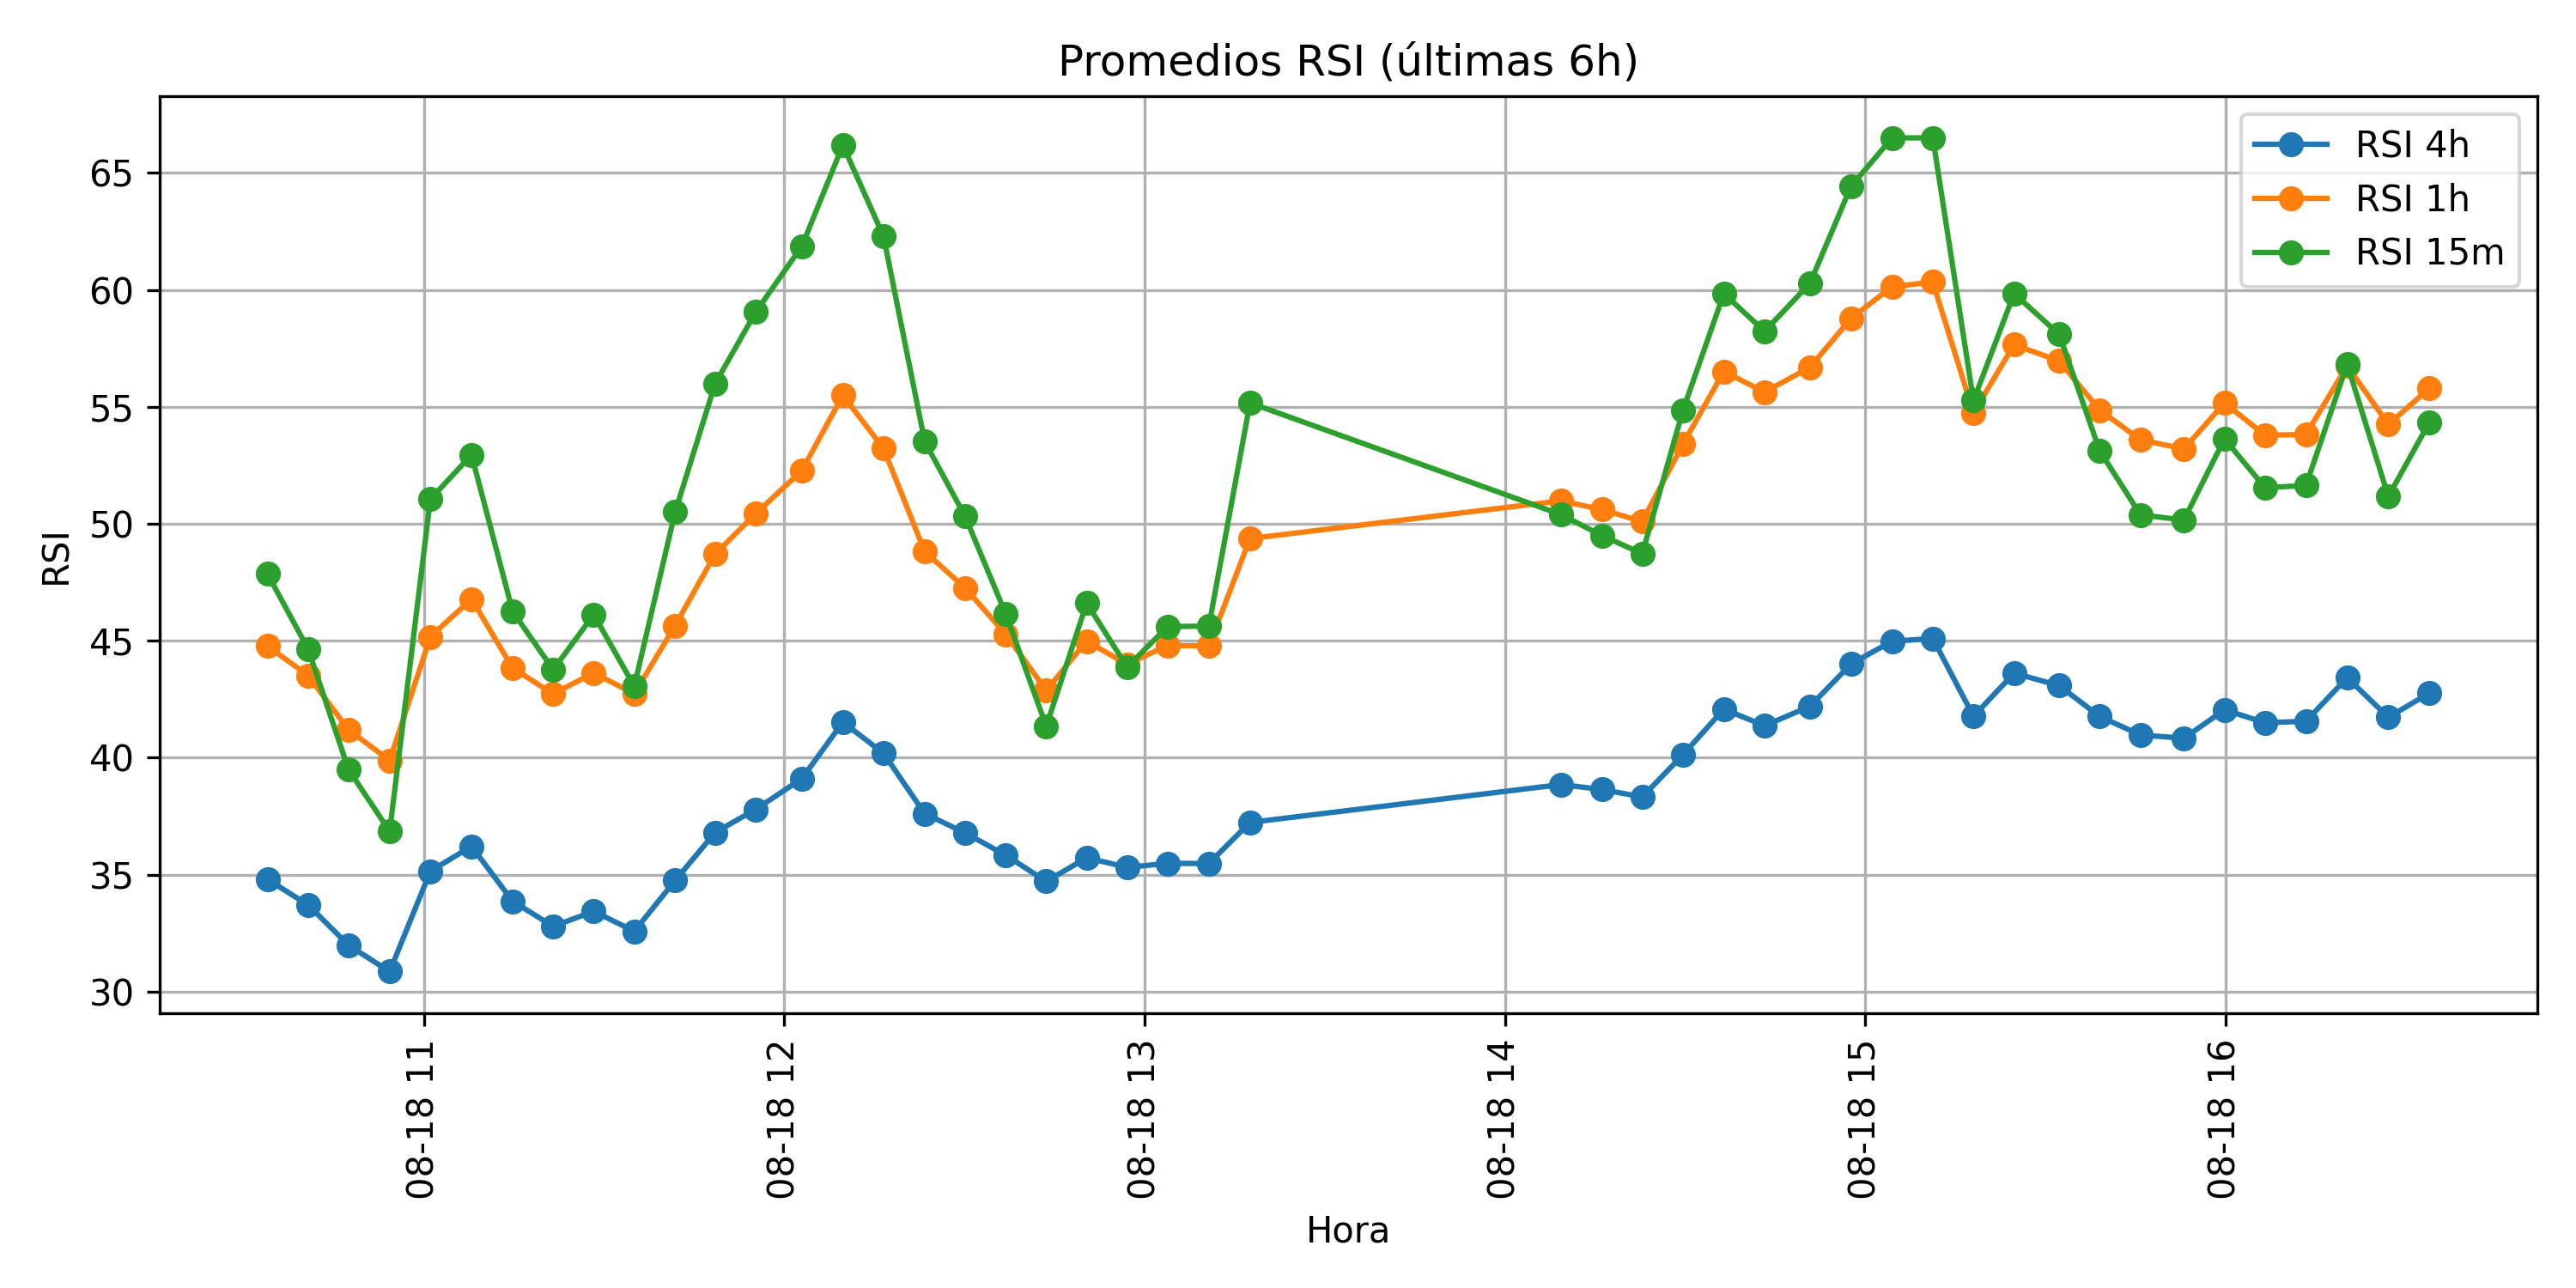 Promedios RSI (últimas 6h)
RSI 4h
RSI 1h
RSI 15m
RSI
65
60
55
50
45
40
35
30
08-18 11
08-18 12
08-18 13
08-18 14
08-18 15
08-18 16
Hora